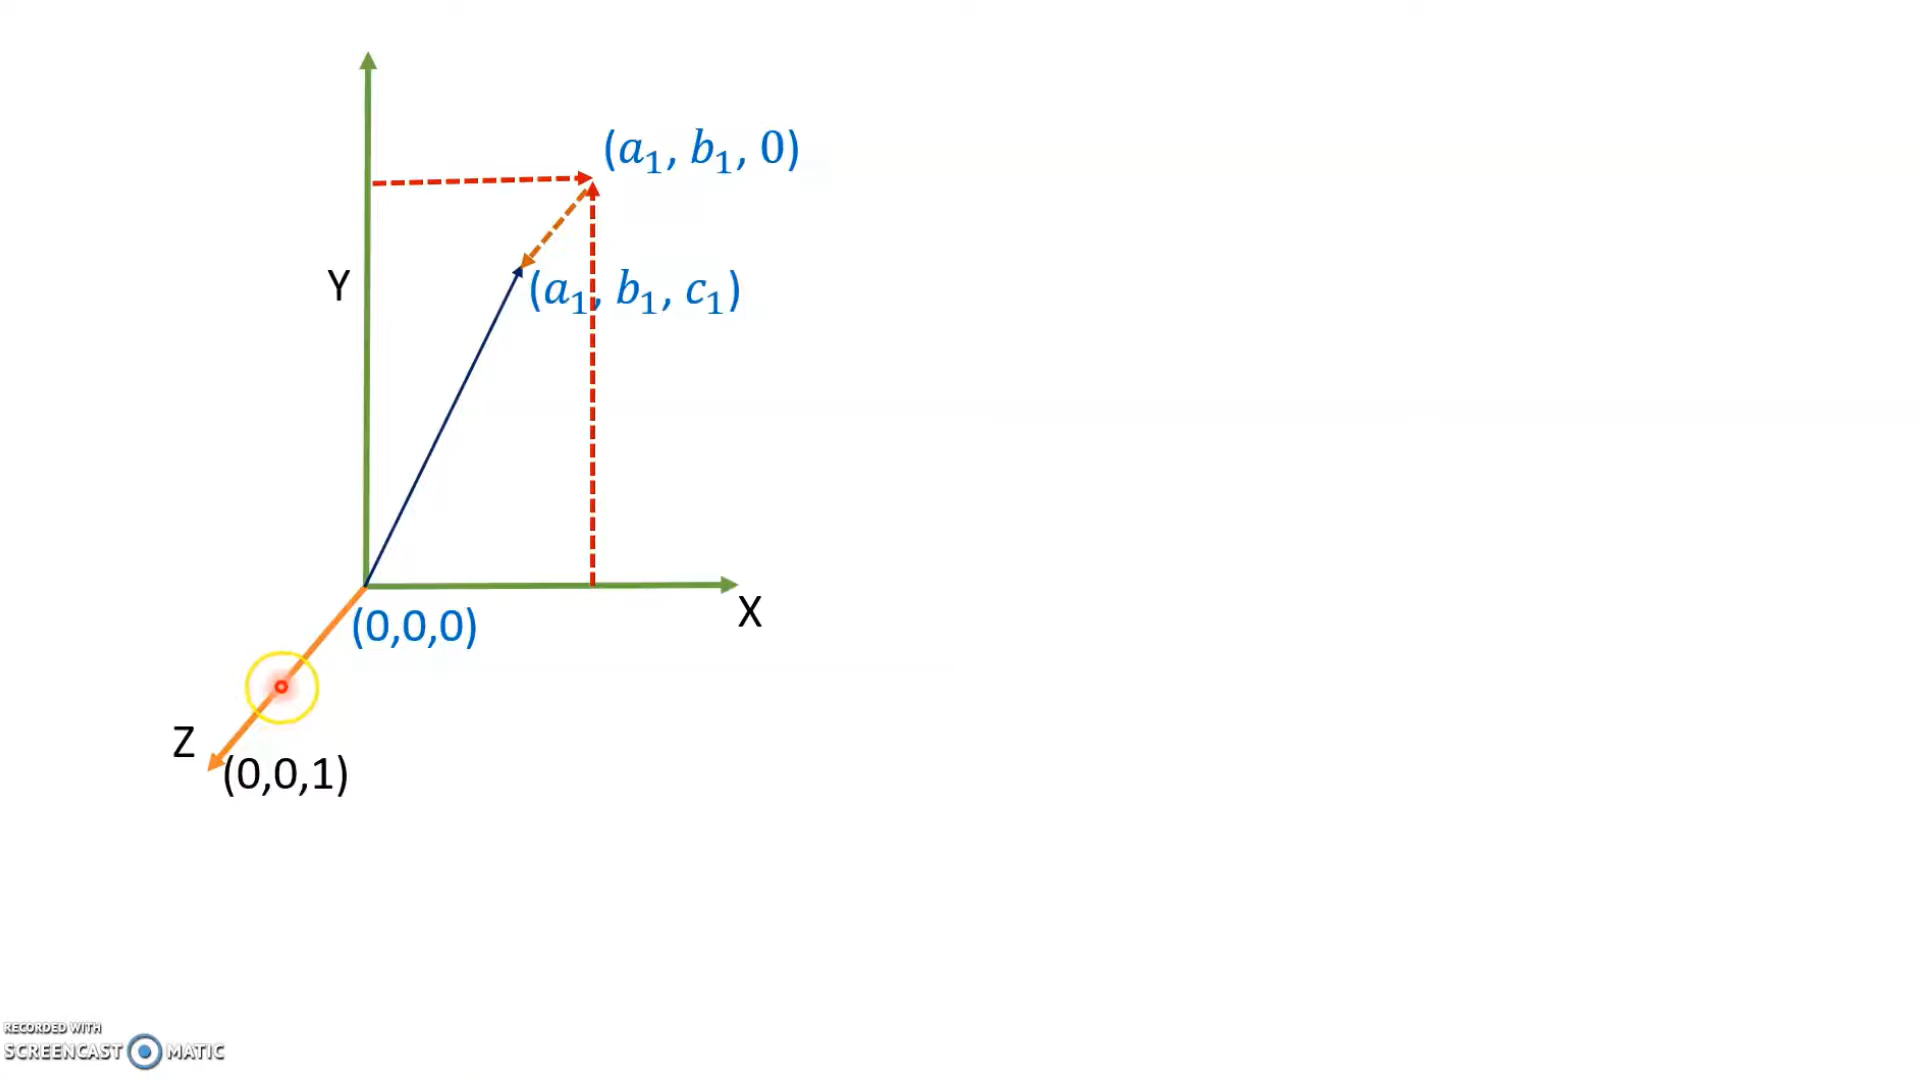 (a₁, b₁, 0)
Y
(a₁, b₁, c₁)
X
(0,0,0)
Z
(0,0,1)
RECORDED WITH
SCREENCAST MATIC